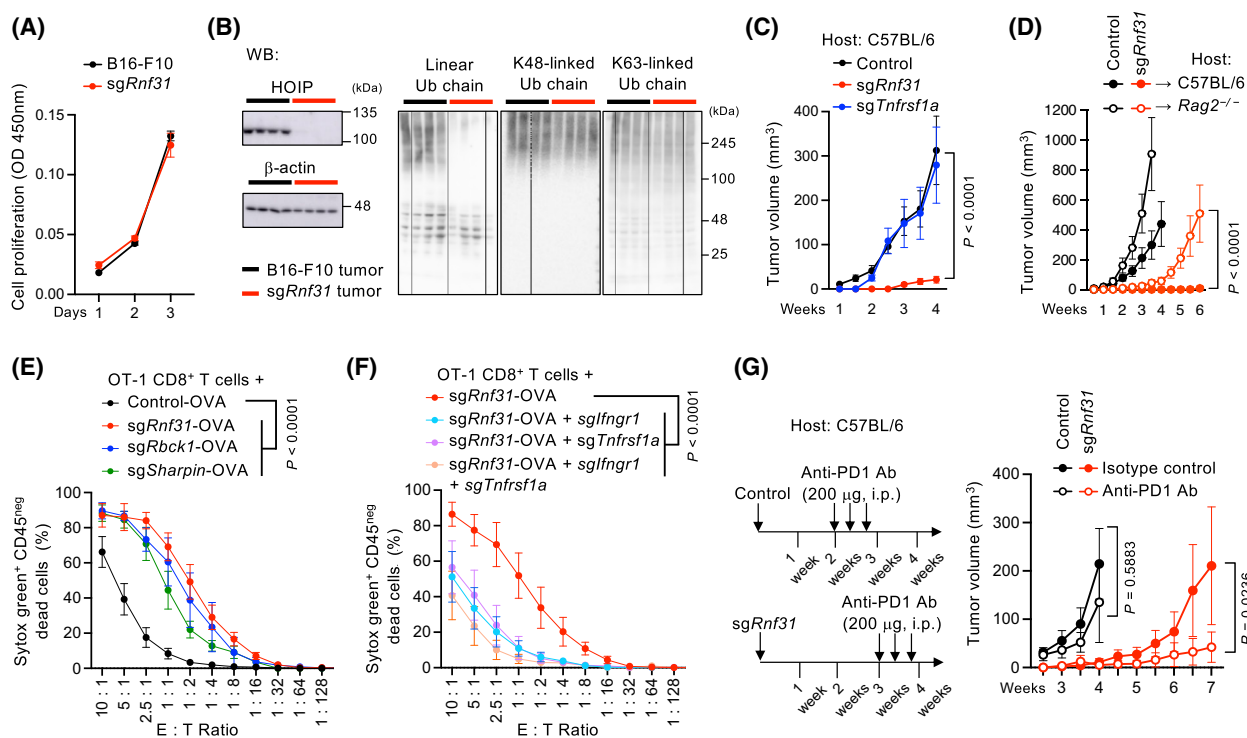 (A)
B16-F10
sgRnf31
Cell proliferation (OD 450nm)
0.15
0.10
0.05
0.00
Days 1 2 3
(B)
WB:
HOIP
(kDa)
135
100
β-actin
48
B16-F10 tumor
sgRnf31 tumor
Linear
Ub chain
K48-linked
Ub chain
K63-linked
Ub chain
(kDa)
245
100
48
25
(C)
Host: C57BL/6
Control
sgRnf31
sgTnfrsf1a
Tumor volume (mm³)
400
300
200
100
0
Weeks 1 2 3 4
P < 0.0001
(D)
Control
sgRnf31
Host:
→ C57BL/6
→ Rag2⁻/⁻
Tumor volume (mm³)
1200
1000
800
600
400
200
0
Weeks 1 2 3 4 5 6
P < 0.0001
(E)
OT-1 CD8⁺ T cells +
Control-OVA
sgRnf31-OVA
sgRbck1-OVA
sgSharpin-OVA
P < 0.0001
Sytox green⁺ CD45ⁿᵉᵍ
dead cells (%)
100
80
60
40
20
0
10 : 1
5 : 1
2.5 : 1
1 : 1
1 : 2
1 : 4
1 : 8
1 : 16
1 : 32
1 : 64
1 : 128
E : T Ratio
(F)
OT-1 CD8⁺ T cells +
sgRnf31-OVA
sgRnf31-OVA + sgIfngr1
sgRnf31-OVA + sgTnfrsf1a
sgRnf31-OVA + sgIfngr1
+ sgTnfrsf1a
P < 0.0001
Sytox green⁺ CD45ⁿᵉᵍ
dead cells (%)
100
80
60
40
20
0
10 : 1
5 : 1
2.5 : 1
1 : 1
1 : 2
1 : 4
1 : 8
1 : 16
1 : 32
1 : 64
1 : 128
E : T Ratio
(G)
Host: C57BL/6
Anti-PD1 Ab
Control (200 µg, i.p.)
1 week
2 weeks
3 weeks
4 weeks
Anti-PD1 Ab
sgRnf31 (200 µg, i.p.)
1 week
2 weeks
3 weeks
4 weeks
Control
sgRnf31
Isotype control
Anti-PD1 Ab
Tumor volume (mm³)
400
300
200
100
0
Weeks 3 4 5 6 7
P = 0.5883
P = 0.0236